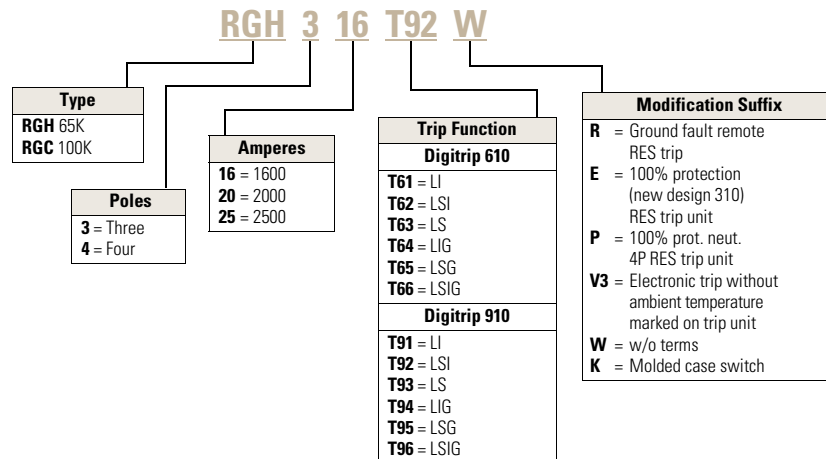 RGH 3 16 T92 W
Type
RGH 65K
RGC 100K
Poles
3 = Three
4 = Four
Amperes
16 = 1600
20 = 2000
25 = 2500
Trip Function
Digitrip 610
T61 = LI
T62 = LSI
T63 = LS
T64 = LIG
T65 = LSG
T66 = LSIG
Digitrip 910
T91 = LI
T92 = LSI
T93 = LS
T94 = LIG
T95 = LSG
T96 = LSIG
Modification Suffix
R = Ground fault remote
RES trip
E = 100% protection
(new design 310)
RES trip unit
P = 100% prot. neut.
4P RES trip unit
V3 = Electronic trip without
ambient temperature
marked on trip unit
W = w/o terms
K = Molded case switch